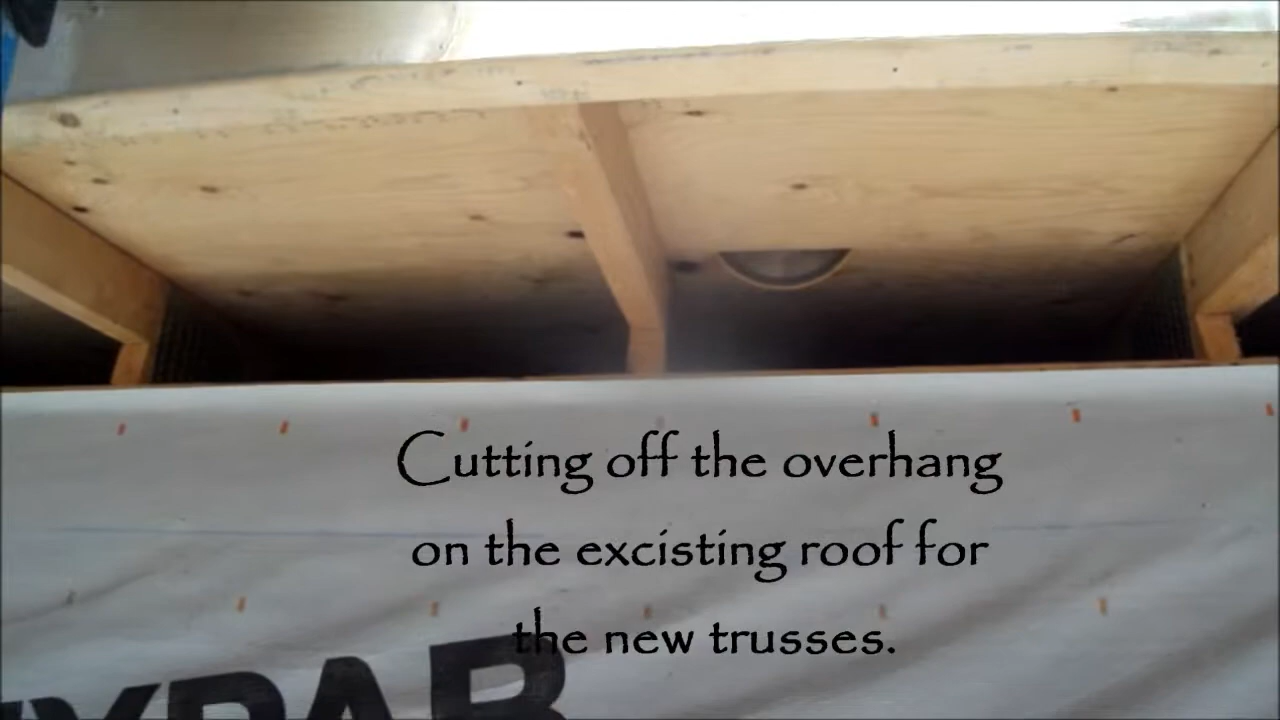 Cutting off the overhang
on the excisting roof for
the new trusses.